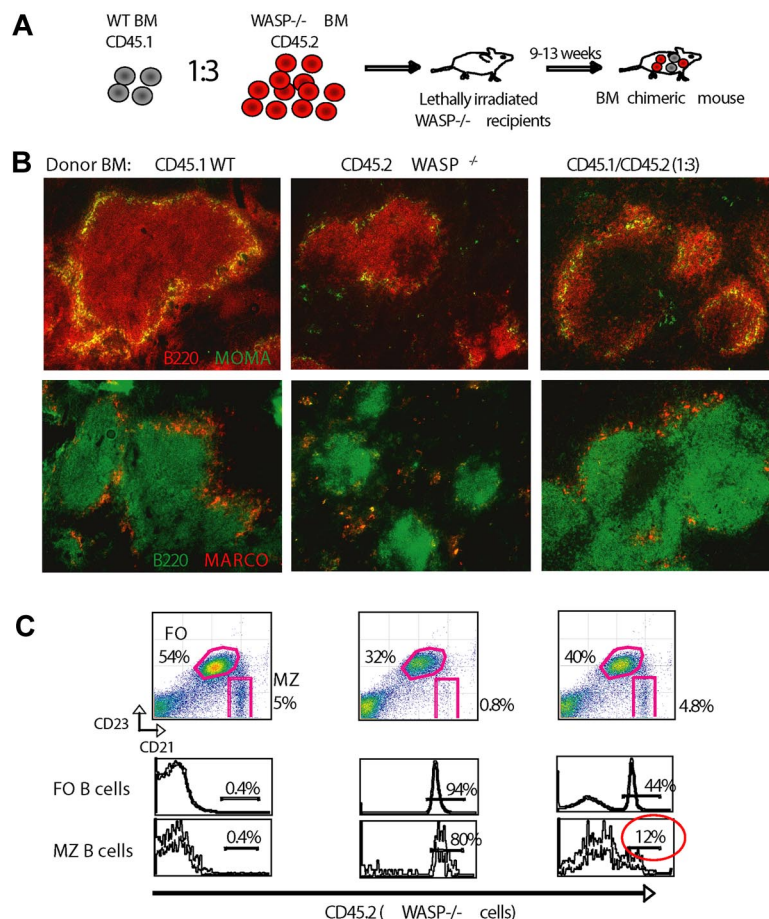 A
WT BM
CD45.1
1:3
WASP-/- BM
CD45.2
Lethally irradiated
WASP-/- recipients
9-13 weeks
BM chimeric mouse
B
Donor BM: CD45.1 WT
CD45.2 WASP -/-
CD45.1/CD45.2 (1:3)
B220 MOMA
B220 MARCO
C
FO
54%
MZ
5%
32%
0.8%
40%
4.8%
CD23
CD21
FO B cells
0.4%
94%
44%
MZ B cells
0.4%
80%
12%
CD45.2 ( WASP-/- cells)